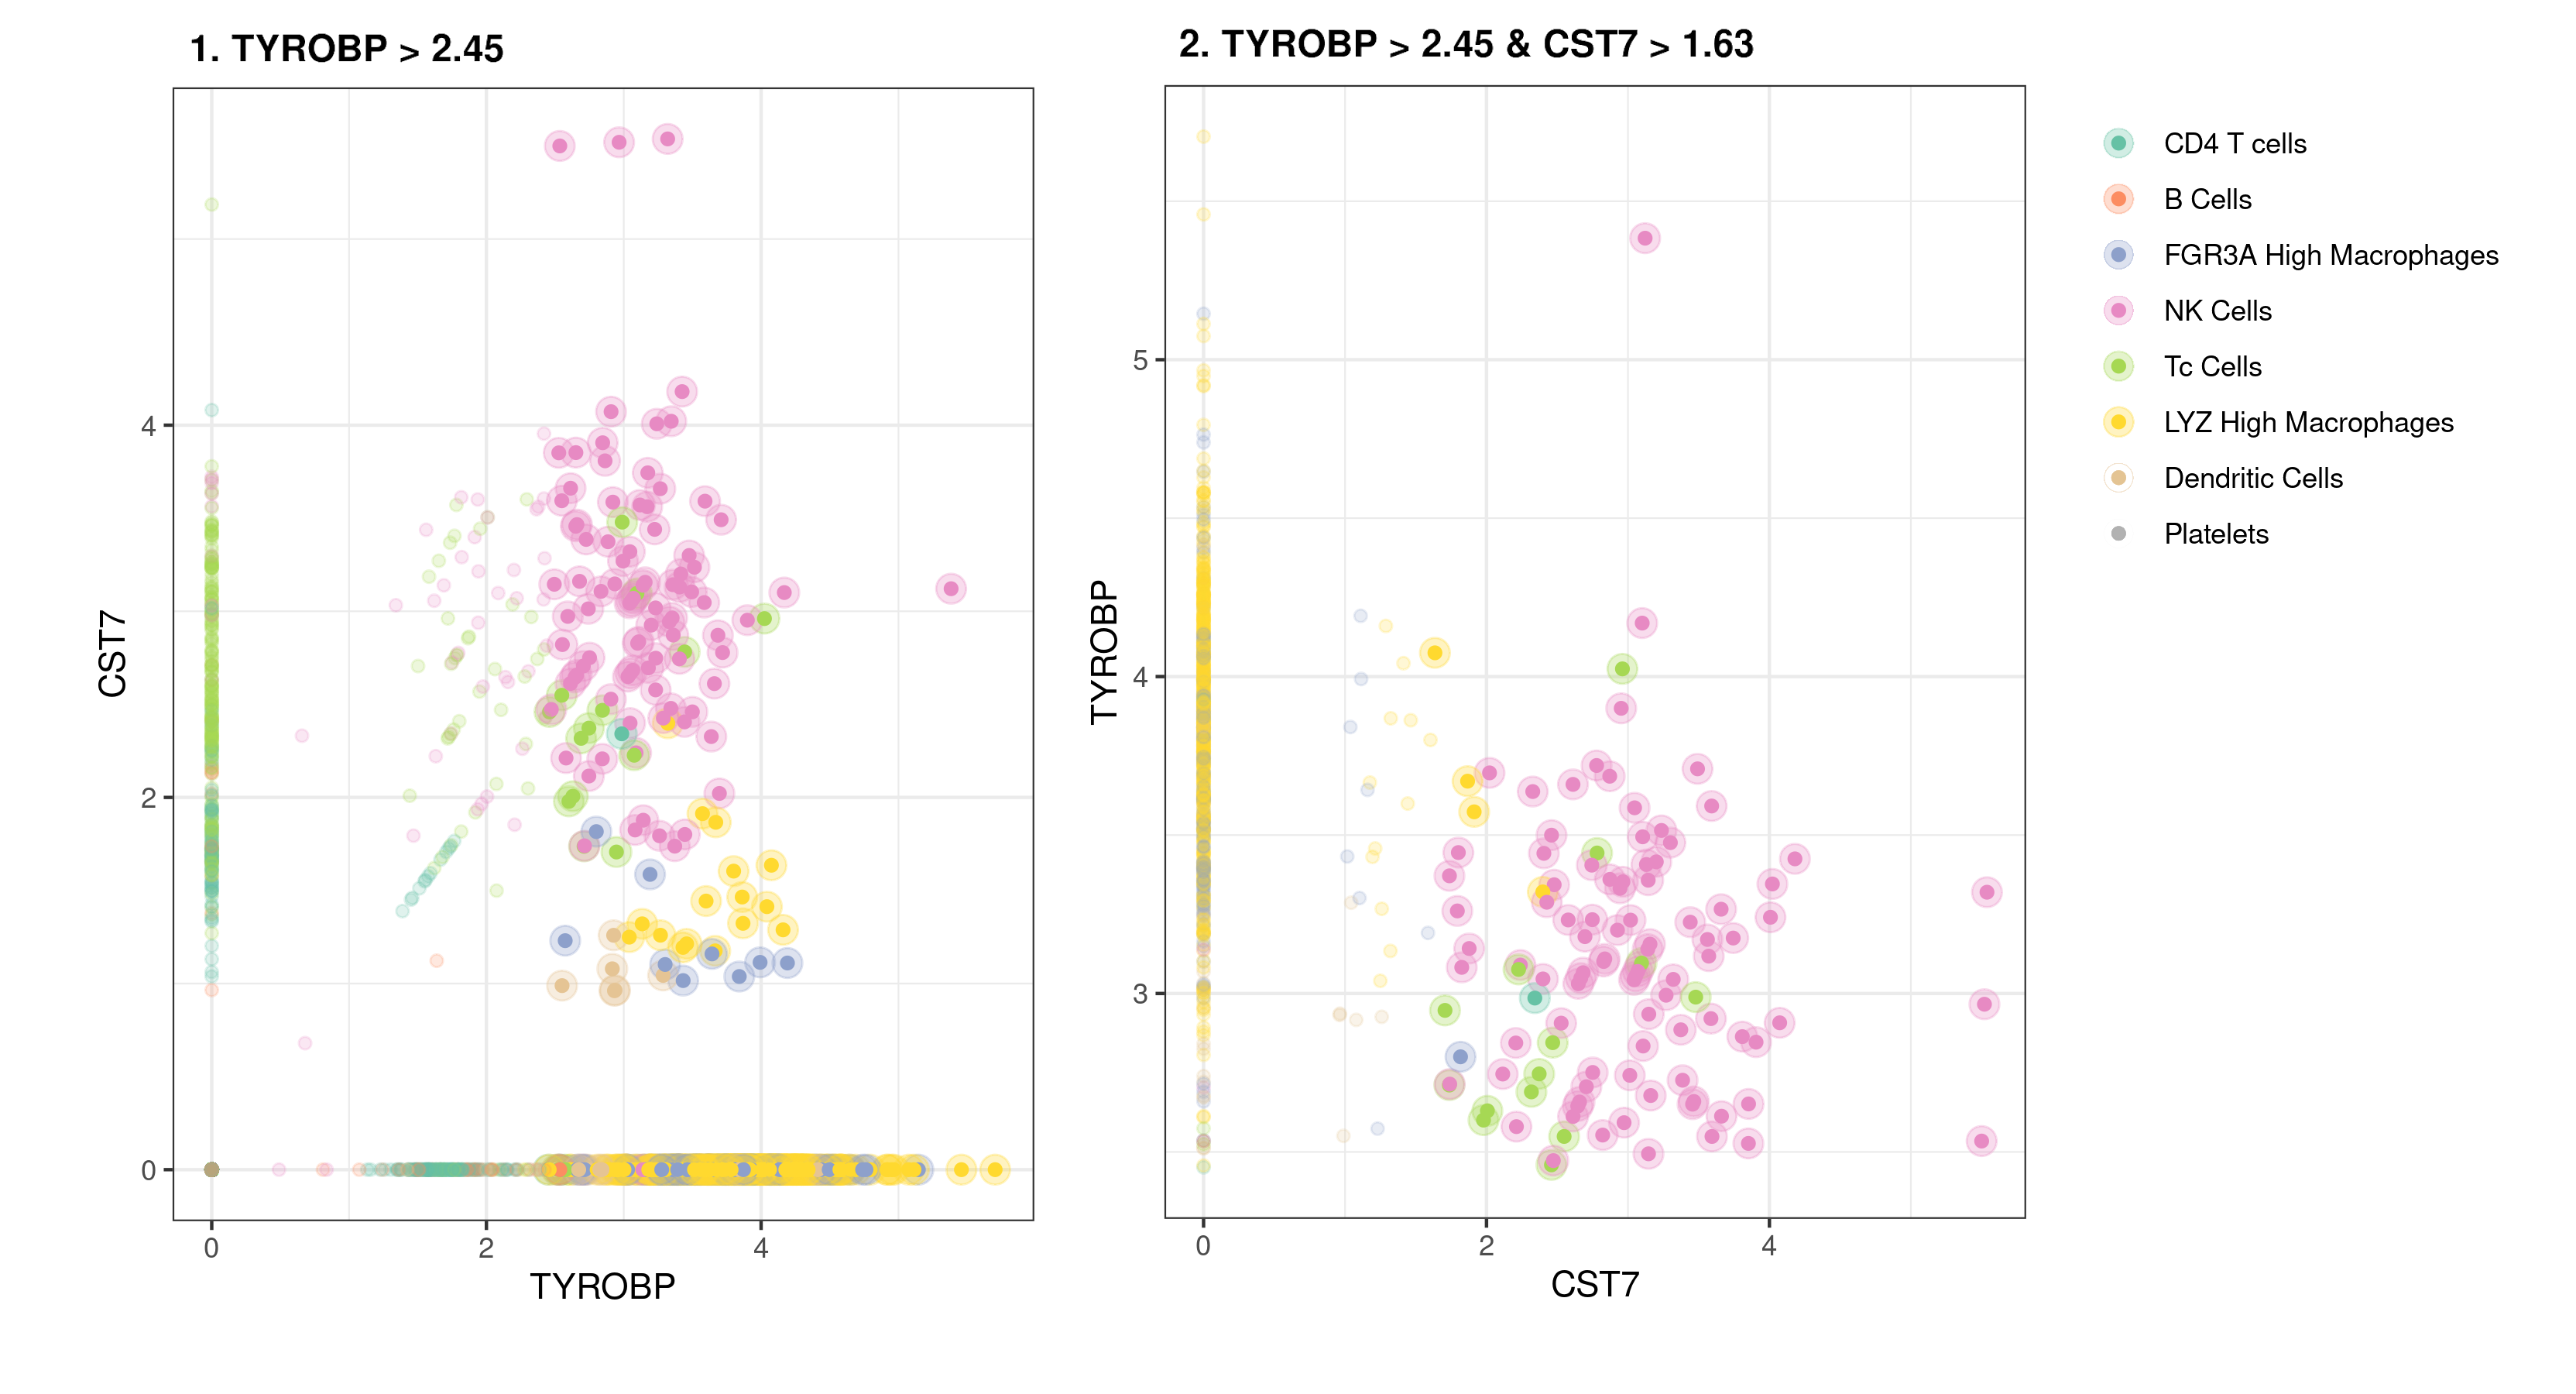 1. TYROBP > 2.45
CST7
4
2
0
0
2
4
TYROBP
2. TYROBP > 2.45 & CST7 > 1.63
TYROBP
5
4
3
0
2
4
CST7
CD4 T cells
B Cells
FGR3A High Macrophages
NK Cells
Tc Cells
LYZ High Macrophages
Dendritic Cells
Platelets